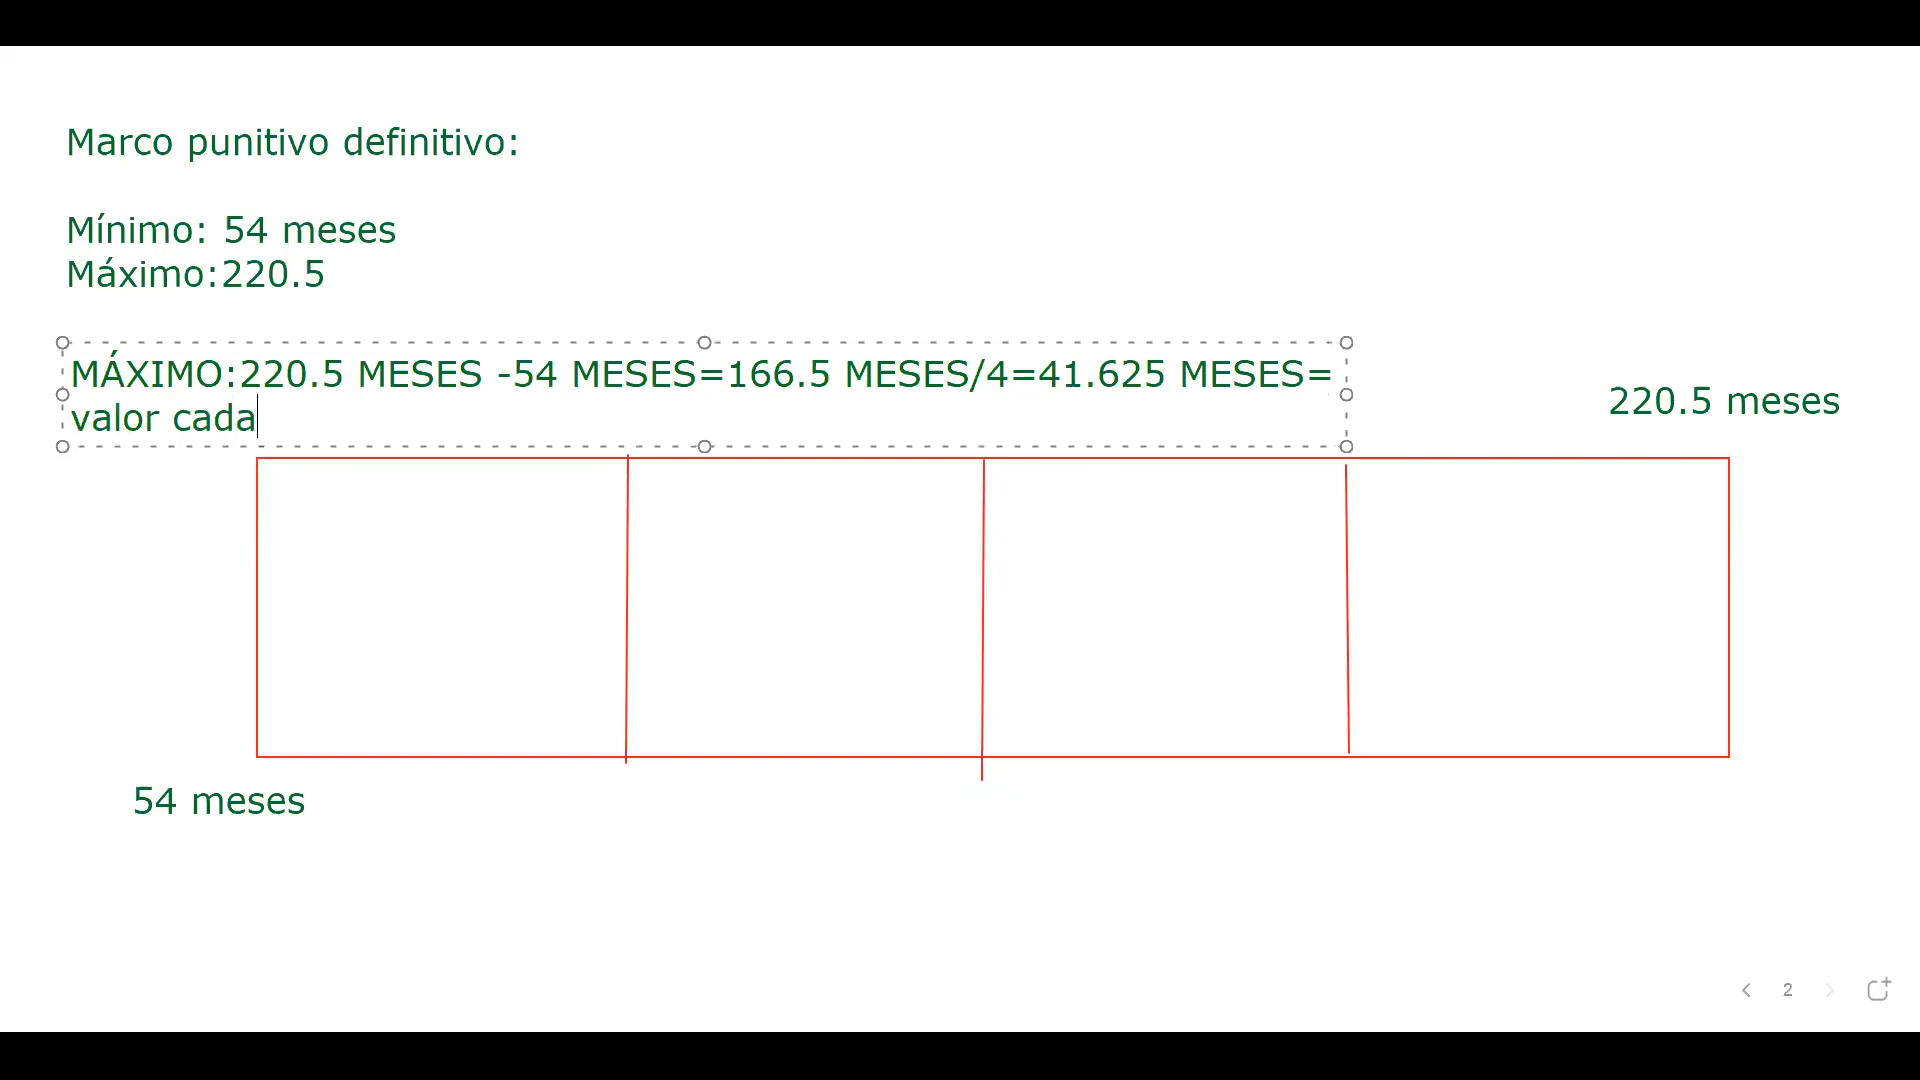 Marco punitivo definitivo:
Mínimo: 54 meses
Máximo:220.5
MÁXIMO:220.5 MESES -54 MESES=166.5 MESES/4=41.625 MESES=
valor cada
220.5 meses
54 meses
2